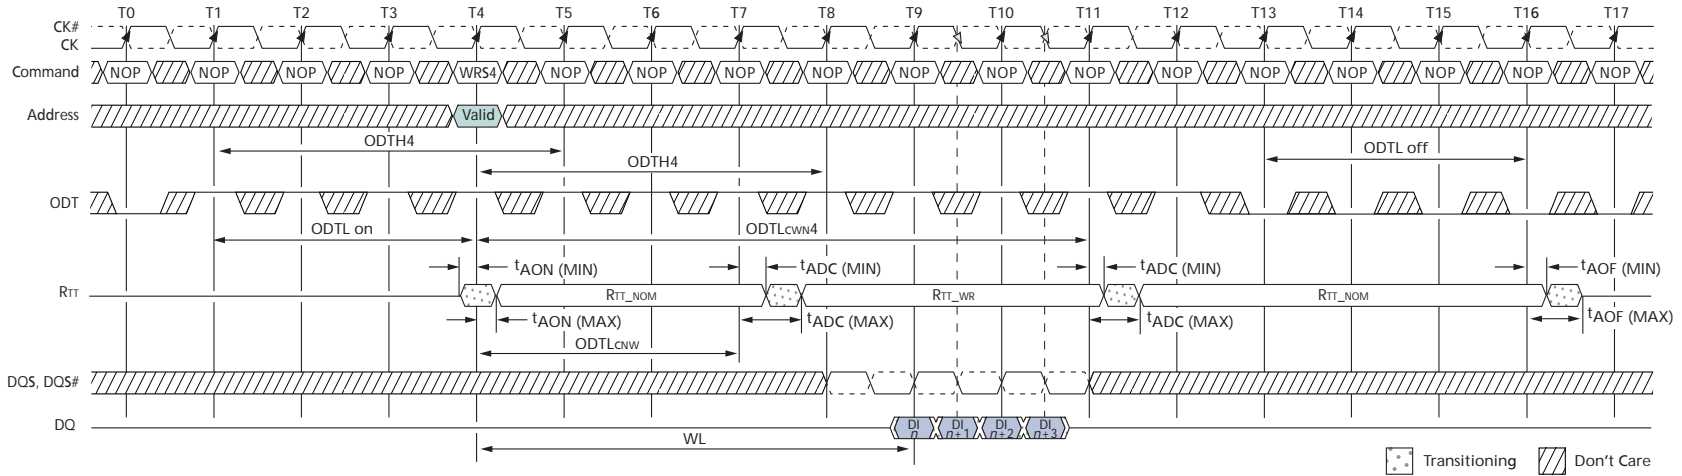 T0 T1 T2 T3 T4 T5 T6 T7 T8 T9 T10 T11 T12 T13 T14 T15 T16 T17
CK#
CK
Command NOP NOP NOP NOP WRS4 NOP NOP NOP NOP NOP NOP NOP NOP NOP NOP NOP NOP NOP
Address Valid
ODTH4
ODTH4
ODTL off
ODT
ODTL on ODTLCWN4
tAON (MIN) tADC (MIN) tADC (MIN) tAOF (MIN)
RTT RTT_NOM RTT_WR RTT_NOM
tAON (MAX) tADC (MAX) tADC (MAX) tAOF (MAX)
ODTLCNW
DQS, DQS#
DQ DI n DI n+1 DI n+2 DI n+3
WL
Transitioning Don't Care